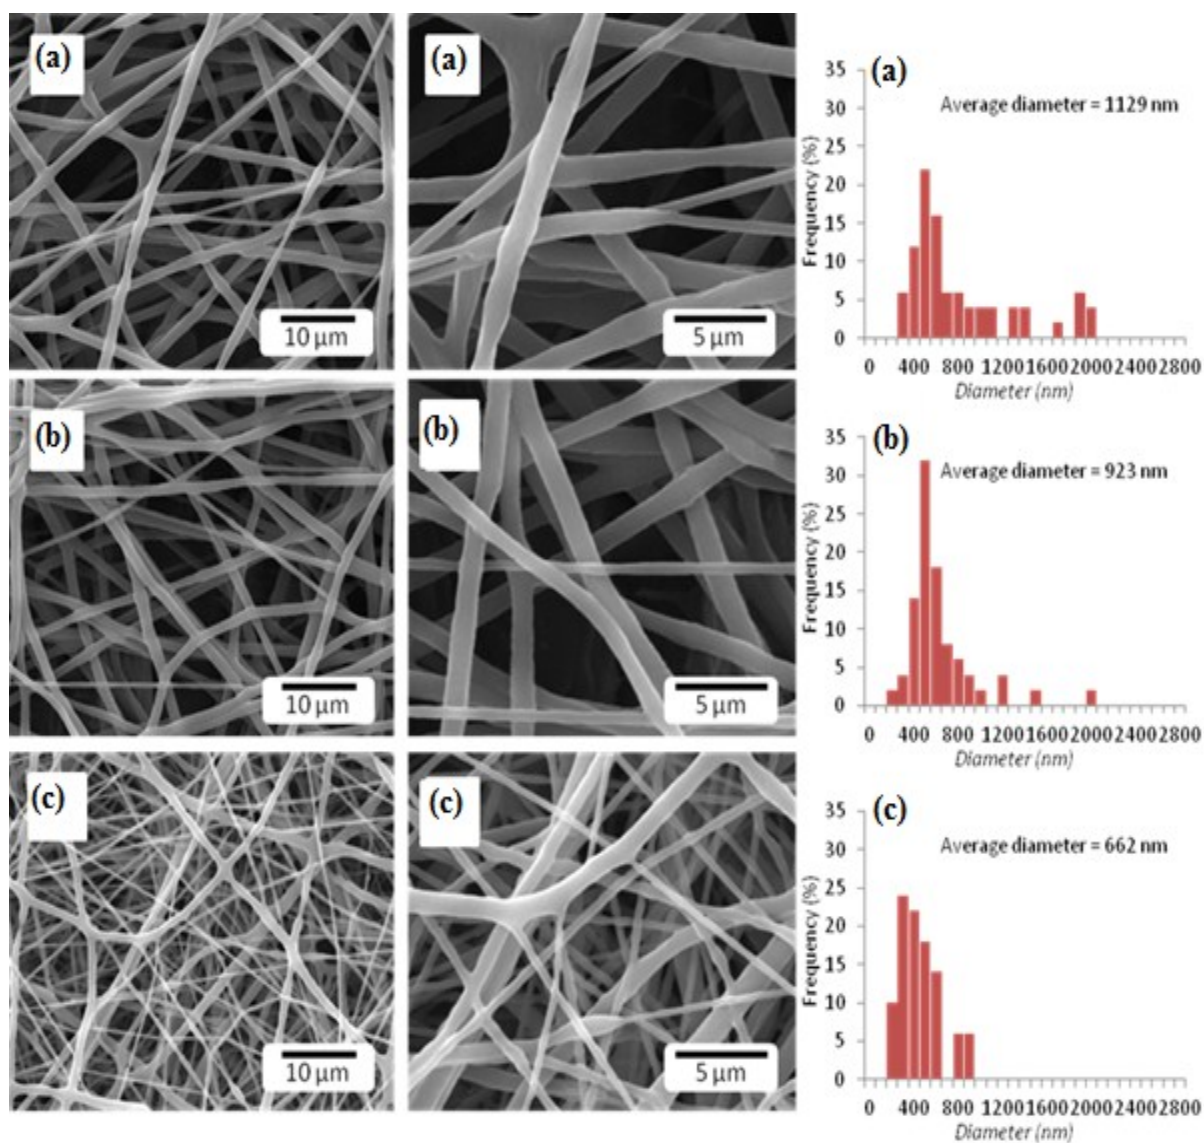 (a)
10 µm
(a)
5 µm
(a)
Average diameter = 1129 nm
Frequency (%)
35
30
25
20
15
10
5
0
0 400 800 1200 1600 2000 2400 2800
Diameter (nm)
(b)
10 µm
(b)
5 µm
(b)
Average diameter = 923 nm
Frequency (%)
35
30
25
20
15
10
5
0
0 400 800 1200 1600 2000 2400 2800
Diameter (nm)
(c)
10 µm
(c)
5 µm
(c)
Average diameter = 662 nm
Frequency (%)
35
30
25
20
15
10
5
0
0 400 800 1200 1600 2000 2400 2800
Diameter (nm)